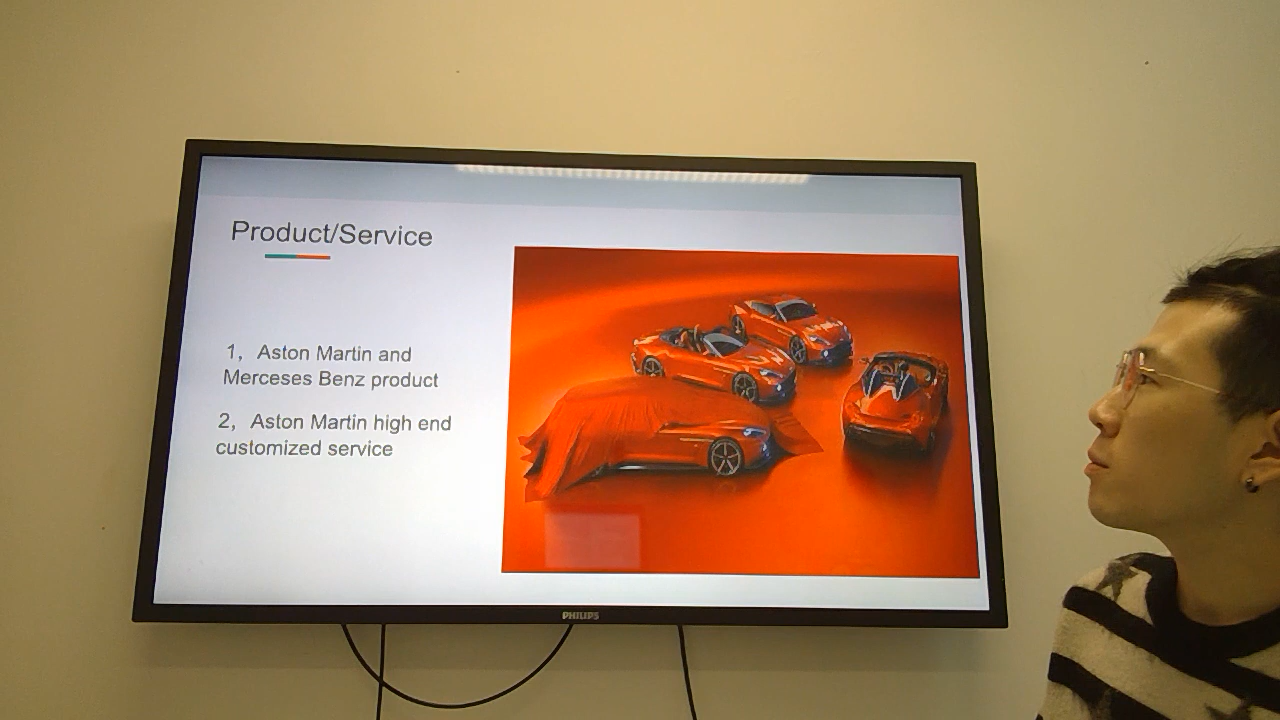 Product/Service
1, Aston Martin and
Merceses Benz product
2, Aston Martin high end
customized service
PHILIPS